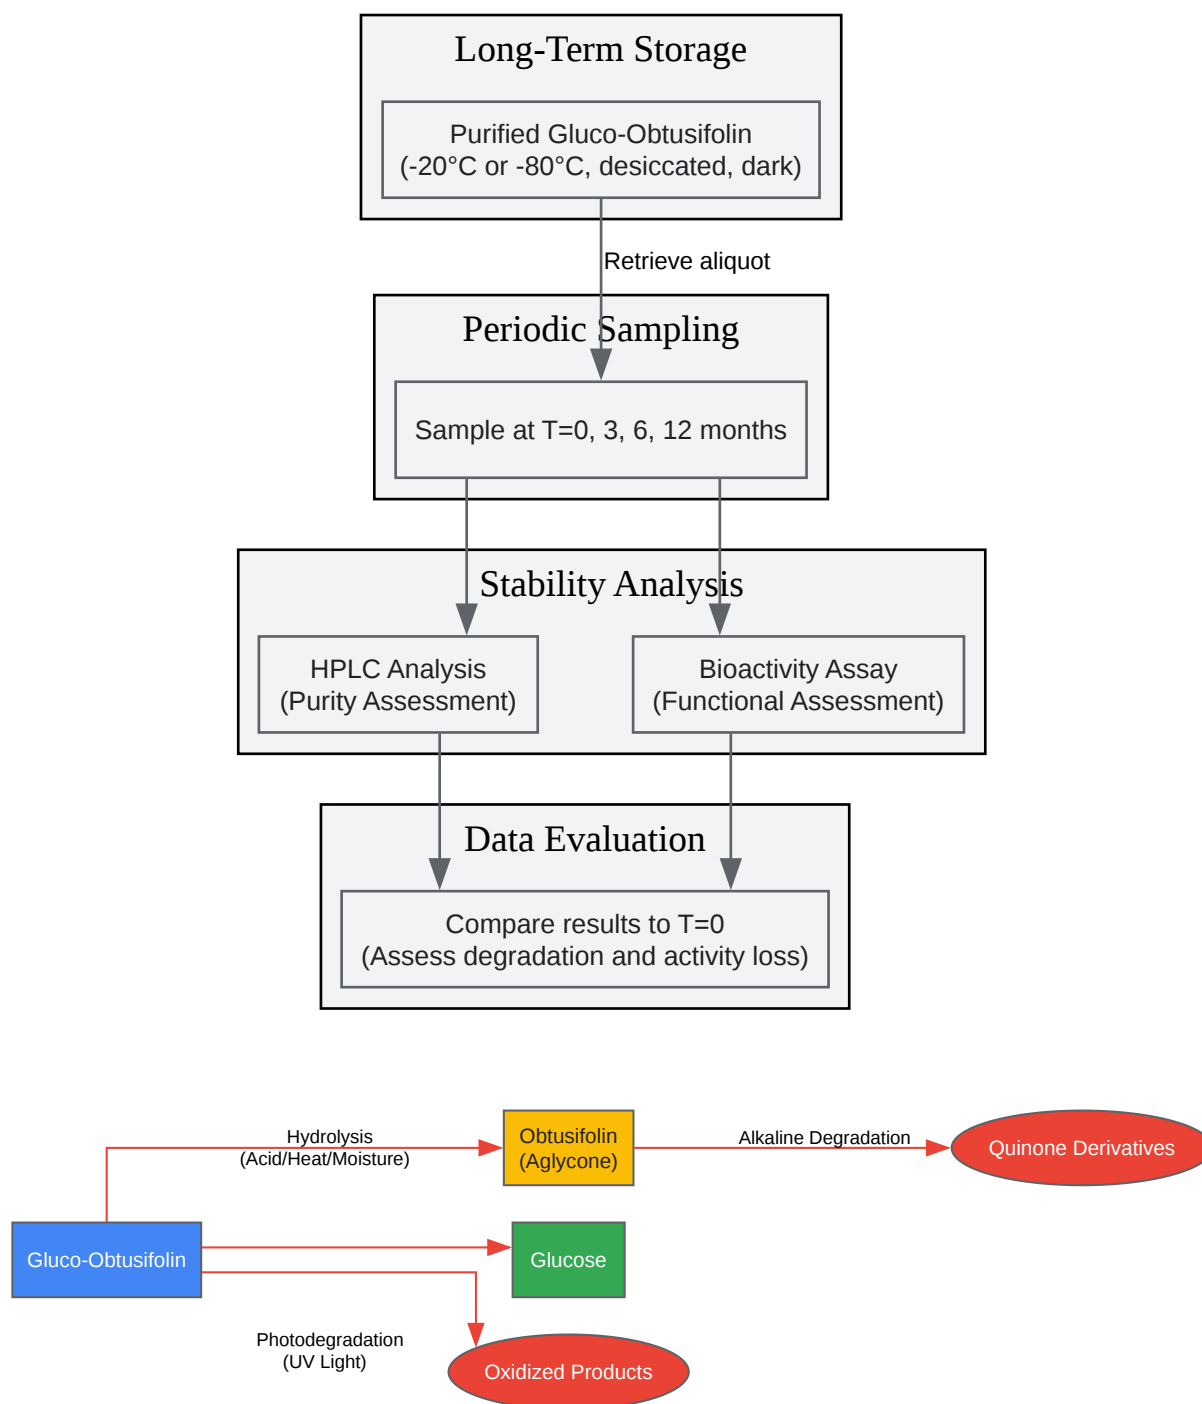 Long-Term Storage
Purified Gluco-Obtusifolin
(-20°C or -80°C, desiccated, dark)
Retrieve aliquot
Periodic Sampling
Sample at T=0, 3, 6, 12 months
Stability Analysis
HPLC Analysis
(Purity Assessment)
Bioactivity Assay
(Functional Assessment)
Data Evaluation
Compare results to T=0
(Assess degradation and activity loss)
Hydrolysis
(Acid/Heat/Moisture)
Obtusifolin
(Aglycone)
Alkaline Degradation
Quinone Derivatives
Gluco-Obtusifolin
Glucose
Photodegradation
(UV Light)
Oxidized Products